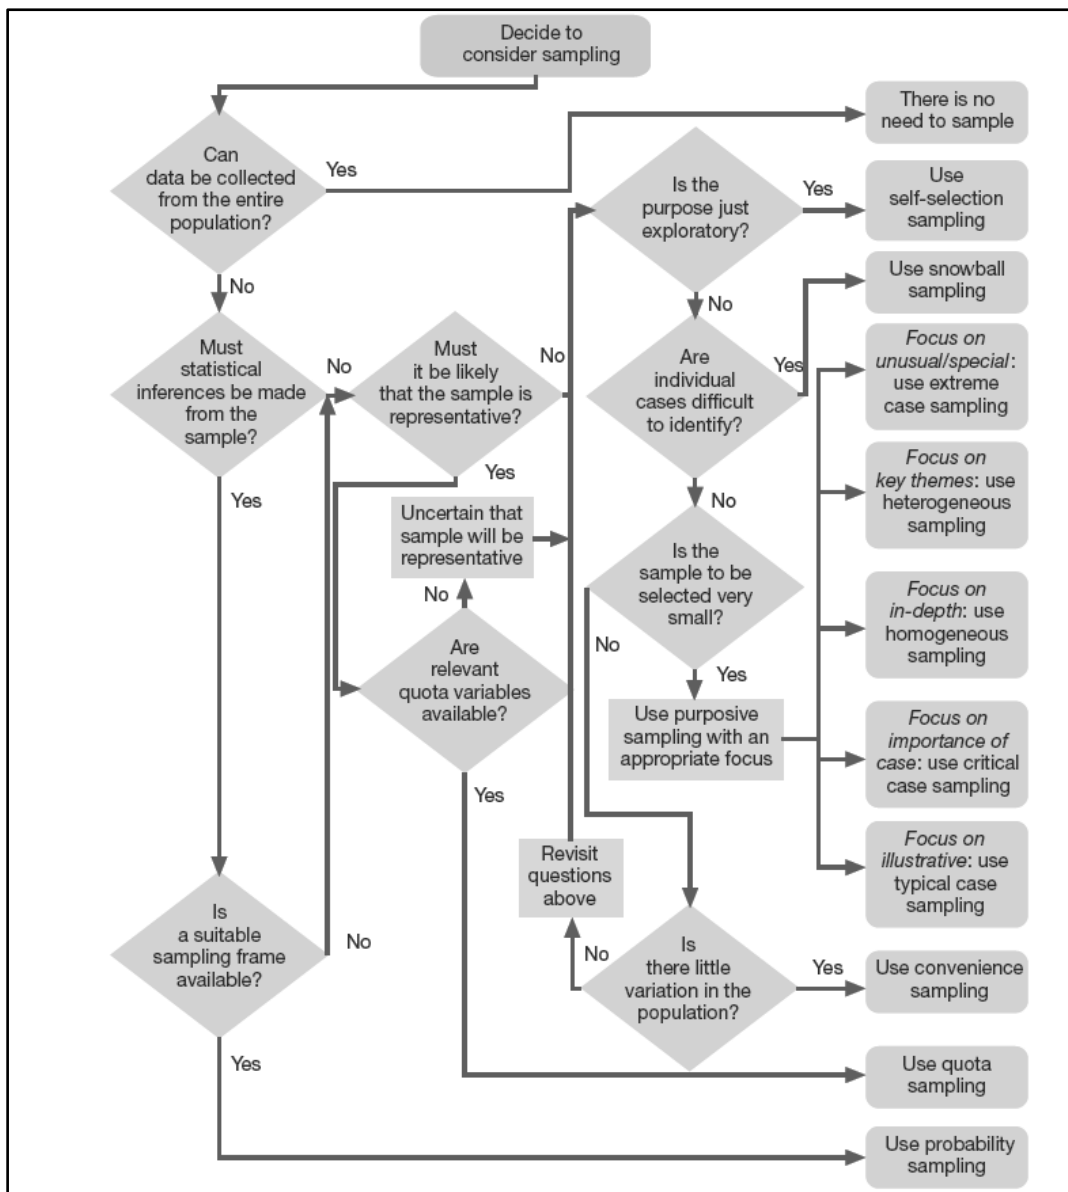 Decide to
consider sampling
There is no
need to sample
Can
data be collected
from the entire
population?
Yes
Is the
purpose just
exploratory?
Yes
Use
self-selection
sampling
No
No
Use snowball
sampling
Must
statistical
inferences be made
from the
sample?
No
Must
it be likely
that the sample is
representative?
No
Are
individual
cases difficult
to identify?
Yes
Focus on
unusual/special:
use extreme
case sampling
Yes
Yes
No
Focus on
key themes: use
heterogeneous
sampling
Uncertain that
sample will be
representative
Is the
sample to be
selected very
small?
No
Are
relevant
quota variables
available?
No
Yes
Focus on
in-depth: use
homogeneous
sampling
Use purposive
sampling with an
appropriate focus
Focus on
importance of
case: use critical
case sampling
Yes
Revisit
questions
above
Focus on
illustrative: use
typical case
sampling
Is
a suitable
sampling frame
available?
No
No
Is
there little
variation in the
population?
Yes
Use convenience
sampling
Yes
Use quota
sampling
Use probability
sampling